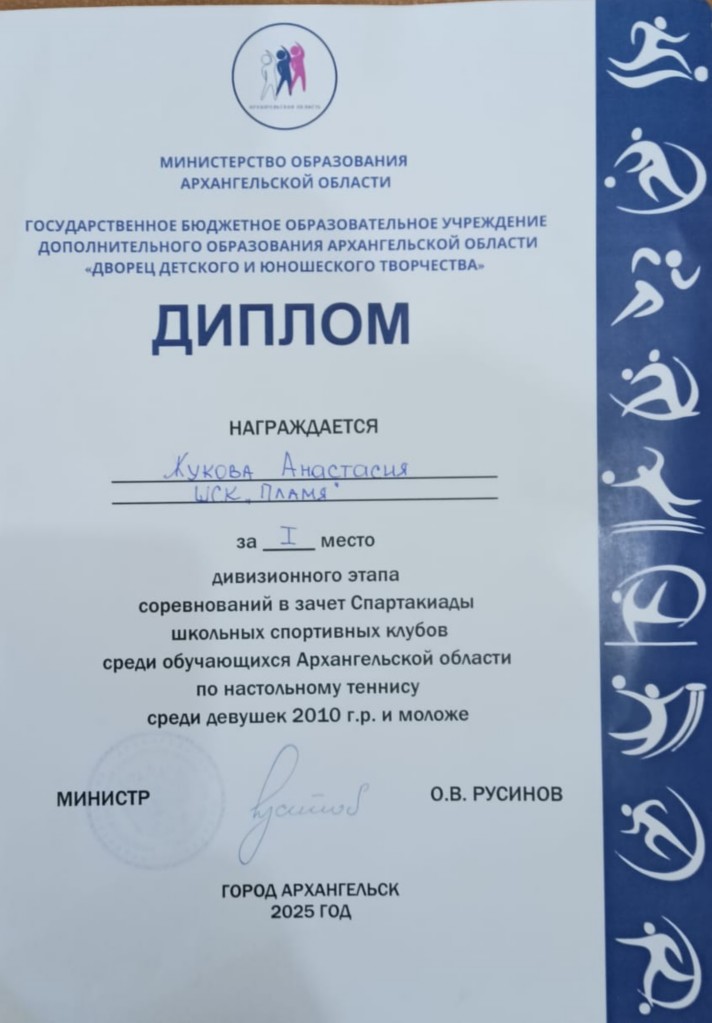 АРХАНГЕЛЬСКАЯ ОБЛАСТЬ
МИНИСТЕРСТВО ОБРАЗОВАНИЯ
АРХАНГЕЛЬСКОЙ ОБЛАСТИ
ГОСУДАРСТВЕННОЕ БЮДЖЕТНОЕ ОБРАЗОВАТЕЛЬНОЕ УЧРЕЖДЕНИЕ
ДОПОЛНИТЕЛЬНОГО ОБРАЗОВАНИЯ АРХАНГЕЛЬСКОЙ ОБЛАСТИ
«ДВОРЕЦ ДЕТСКОГО И ЮНОШЕСКОГО ТВОРЧЕСТВА»
ДИПЛОМ
НАГРАЖДАЕТСЯ
Жукова Анастасия
ШСК "Пламя"
за I место
дивизионного этапа
соревнований в зачет Спартакиады
школьных спортивных клубов
среди обучающихся Архангельской области
по настольному теннису
среди девушек 2010 г.р. и моложе
МИНИСТР О.В. РУСИНОВ
ГОРОД АРХАНГЕЛЬСК
2025 ГОД